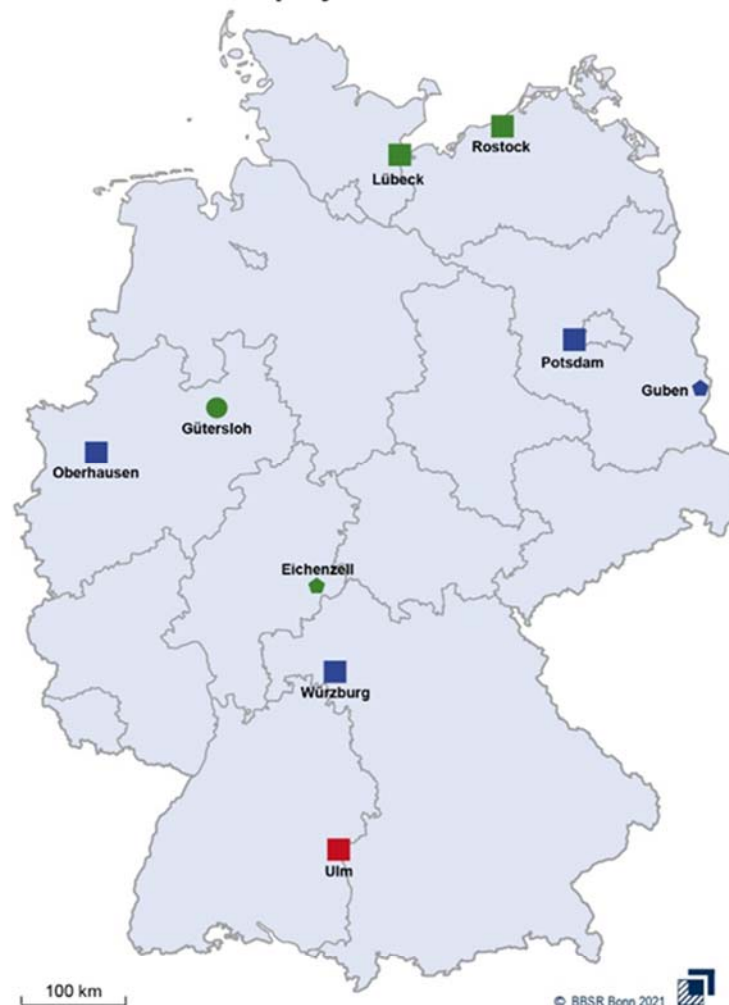 Rostock
Lübeck
Potsdam
Guben
Gütersloh
Oberhausen
Eichenzell
Würzburg
Ulm
100 km
© BBSR Bonn 2021